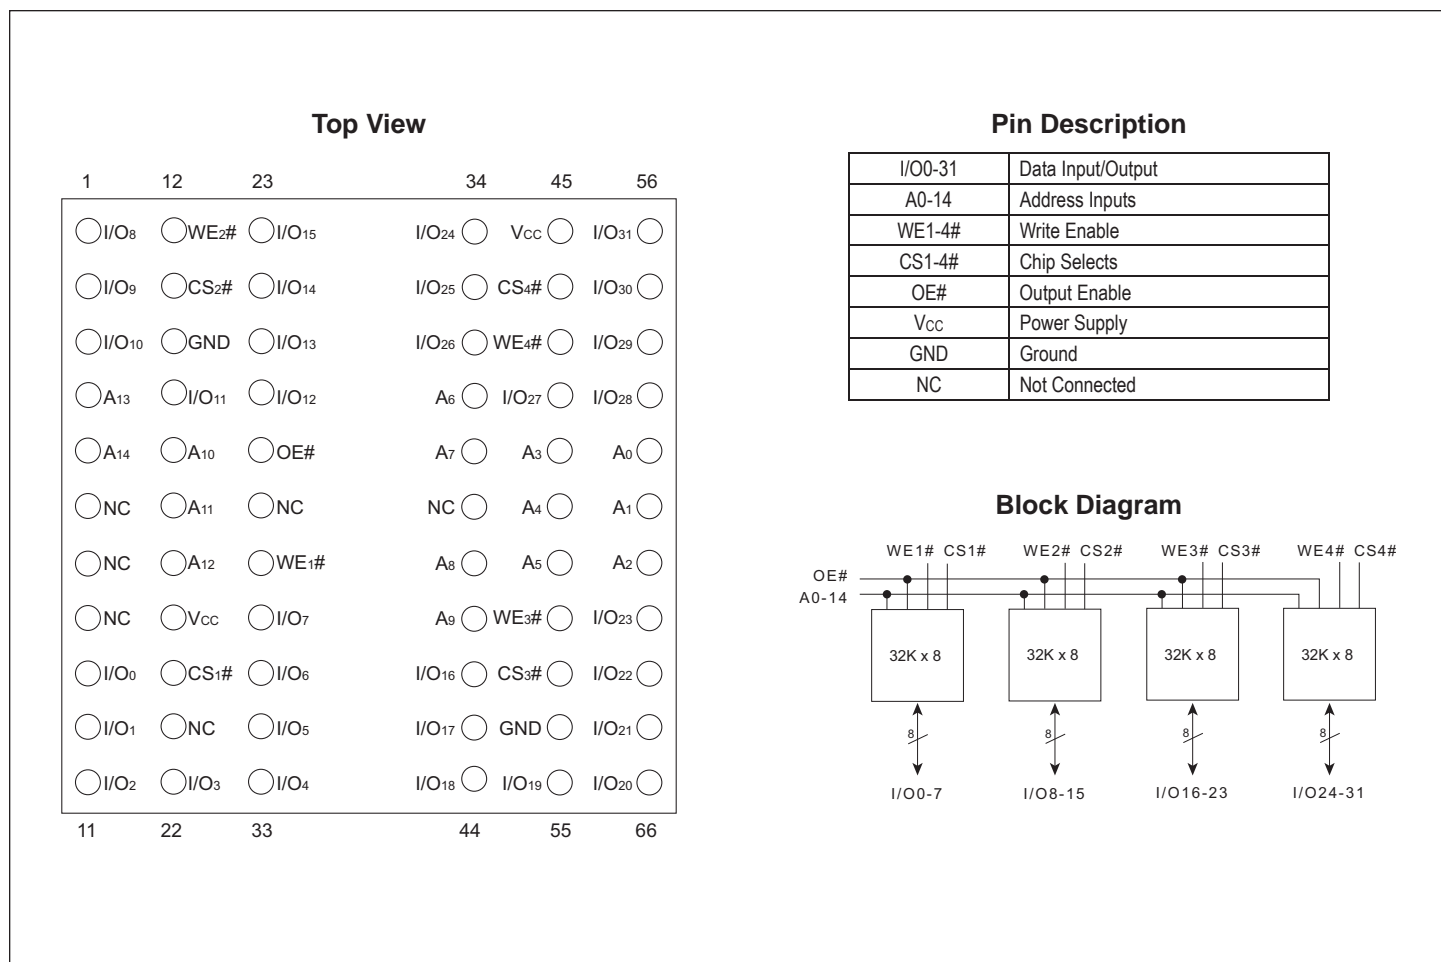 Top View
1 12 23 34 45 56
I/O8 WE2# I/O15 I/O24 VCC I/O31
I/O9 CS2# I/O14 I/O25 CS4# I/O30
I/O10 GND I/O13 I/O26 WE4# I/O29
A13 I/O11 I/O12 A6 I/O27 I/O28
A14 A10 OE# A7 A3 A0
NC A11 NC NC A4 A1
NC A12 WE1# A8 A5 A2
NC VCC I/O7 A9 WE3# I/O23
I/O0 CS1# I/O6 I/O16 CS3# I/O22
I/O1 NC I/O5 I/O17 GND I/O21
I/O2 I/O3 I/O4 I/O18 I/O19 I/O20
11 22 33 44 55 66
Pin Description
I/O0-31 Data Input/Output
A0-14 Address Inputs
WE1-4# Write Enable
CS1-4# Chip Selects
OE# Output Enable
VCC Power Supply
GND Ground
NC Not Connected
Block Diagram
WE1# CS1# WE2# CS2# WE3# CS3# WE4# CS4#
OE#
A0-14
32K x 8 32K x 8 32K x 8 32K x 8
8 8 8 8
I/O0-7 I/O8-15 I/O16-23 I/O24-31